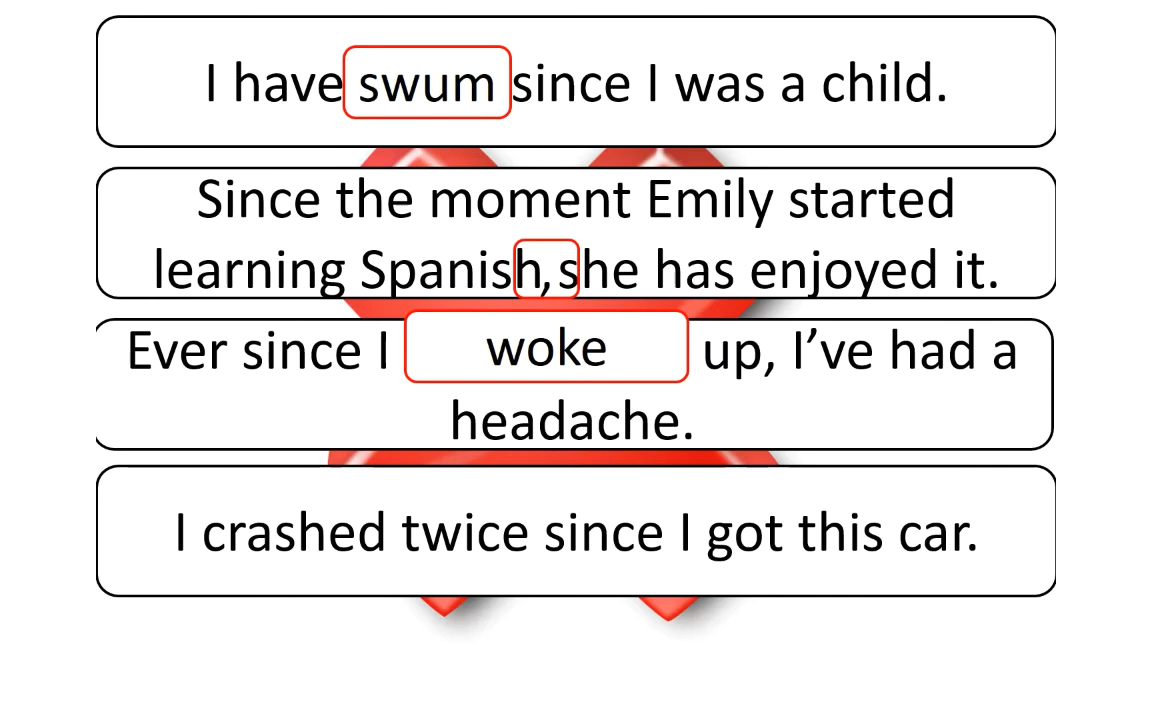 I have swum since I was a child.
Since the moment Emily started
learning Spanish, she has enjoyed it.
Ever since I woke up, I’ve had a
headache.
I crashed twice since I got this car.